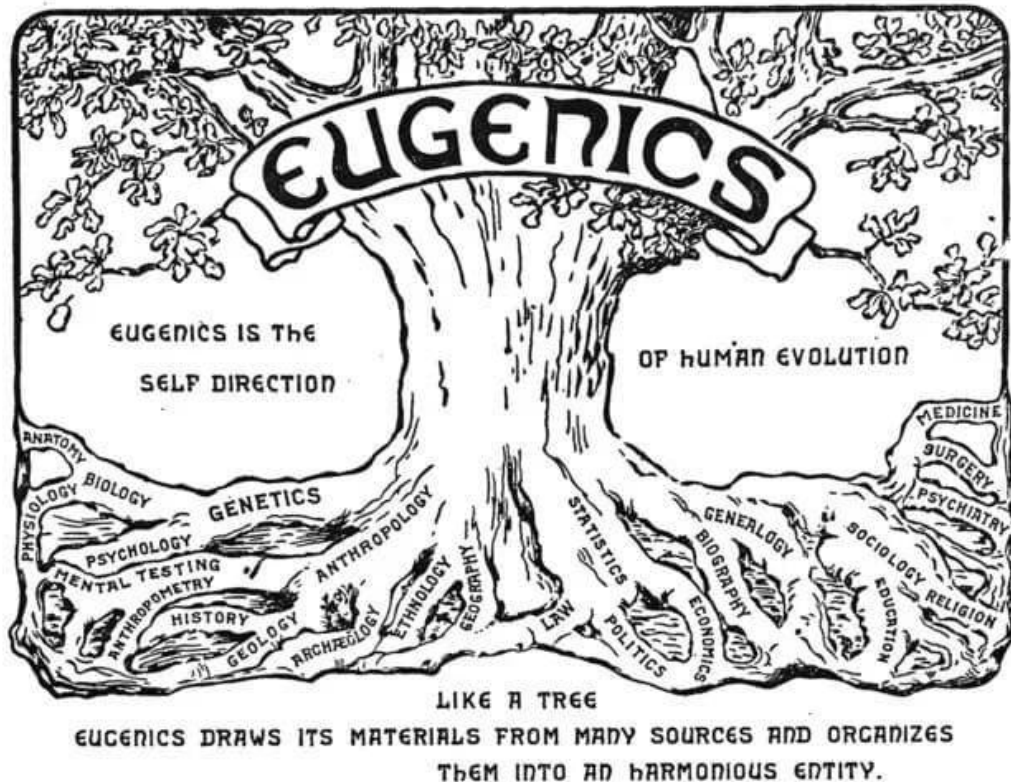 EUGENICS
EUGENICS IS THE
SELF DIRECTION
OF HUMAN EVOLUTION
ANATOMY
PHYSIOLOGY
BIOLOGY
GENETICS
PSYCHOLOGY
MENTAL TESTING
ANTHROPOMETRY
HISTORY
GEOLOGY
ANTHROPOLOGY
ARCHÆOLOGY
ETHNOLOGY
GEOGRAPHY
LAW
STATISTICS
POLITICS
ECONOMICS
BIOGRAPHY
GENEALOGY
EDUCATION
SOCIOLOGY
RELIGION
PSYCHIATRY
SURGERY
MEDICINE
LIKE A TREE
EUGENICS DRAWS ITS MATERIALS FROM MANY SOURCES AND ORGANIZES
THEM INTO AN HARMONIOUS ENTITY.